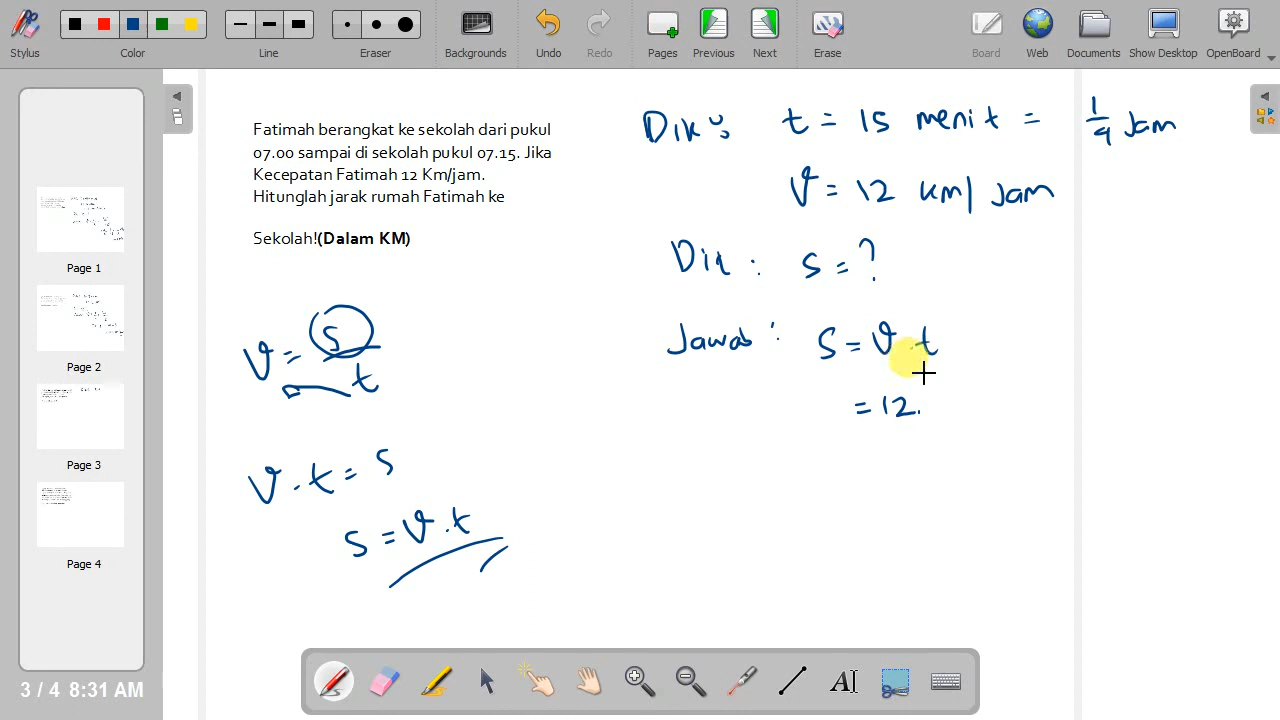 Stylus
Color
Line
Eraser
Backgrounds
Undo
Redo
Pages
Previous
Next
Erase
Board
Web
Documents
Show Desktop
OpenBoard
Page 1
Page 2
Page 3
Page 4
3 / 4 8:31 AM
Fatimah berangkat ke sekolah dari pukul
07.00 sampai di sekolah pukul 07.15. Jika
Kecepatan Fatimah 12 Km/jam.
Hitunglah jarak rumah Fatimah ke
Sekolah!(Dalam KM)
V = s/t
V . t = s
s = V . t
Dik : t = 15 menit = 1/4 Jam
V = 12 km/ Jam
Dit : s = ?
Jawab : s = V . t
= 12.
AI